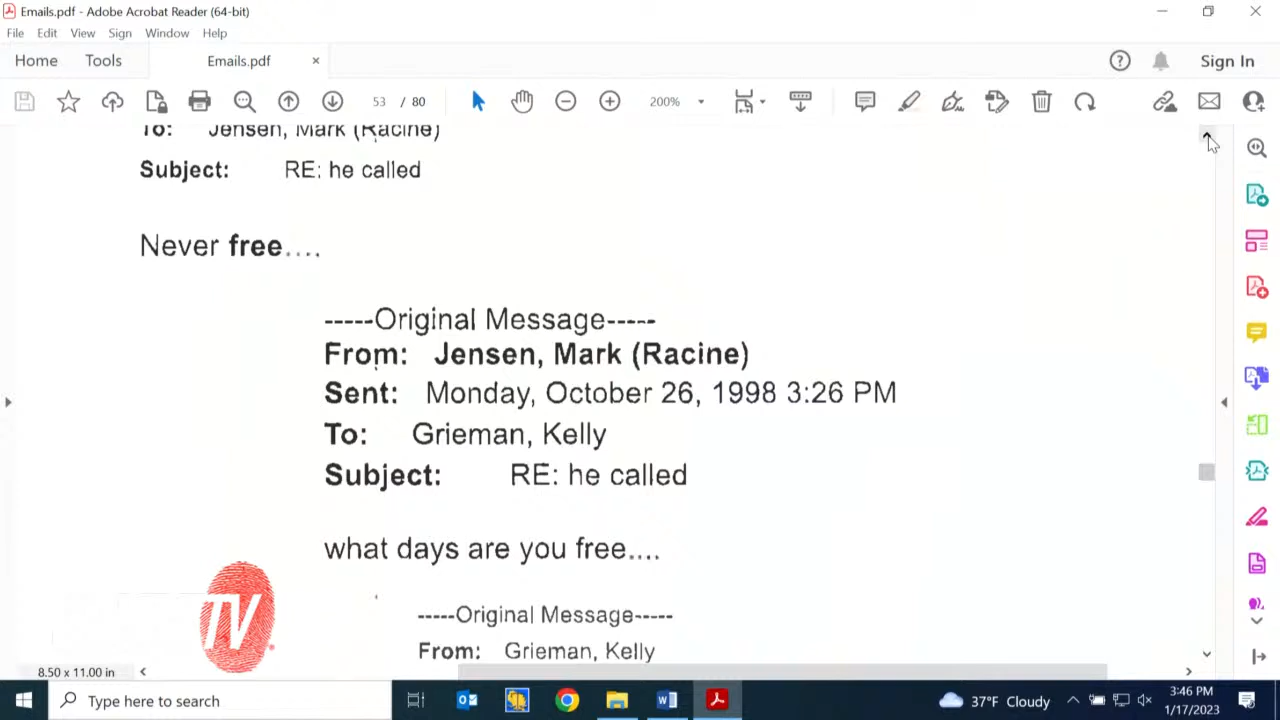 Emails.pdf - Adobe Acrobat Reader (64-bit)
File Edit View Sign Window Help
Home Tools Emails.pdf × Sign In
53 / 80 200%
To: Jensen, Mark (Racine)
Subject: RE: he called
Never free....
-----Original Message-----
From: Jensen, Mark (Racine)
Sent: Monday, October 26, 1998 3:26 PM
To: Grieman, Kelly
Subject: RE: he called
what days are you free....
-----Original Message-----
From: Grieman, Kelly
TV
8.50 x 11.00 in
Type here to search
37°F Cloudy
3:46 PM
1/17/2023